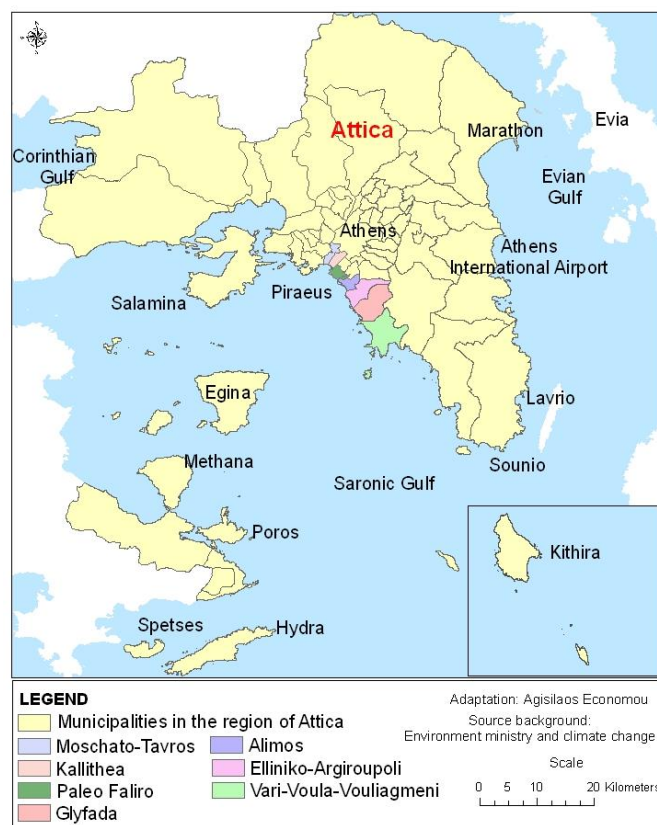 Attica
Marathon
Evia
Corinthian
Gulf
Evian
Gulf
Athens
Athens
International Airport
Salamina
Piraeus
Egina
Lavrio
Methana
Sounio
Saronic Gulf
Poros
Kithira
Spetses
Hydra
LEGEND
Municipalities in the region of Attica
Moschato-Tavros
Alimos
Kallithea
Elliniko-Argiroupoli
Paleo Faliro
Vari-Voula-Vouliagmeni
Glyfada
Adaptation: Agisilaos Economou
Source background:
Environment ministry and climate change
Scale
0 5 10 20 Kilometers